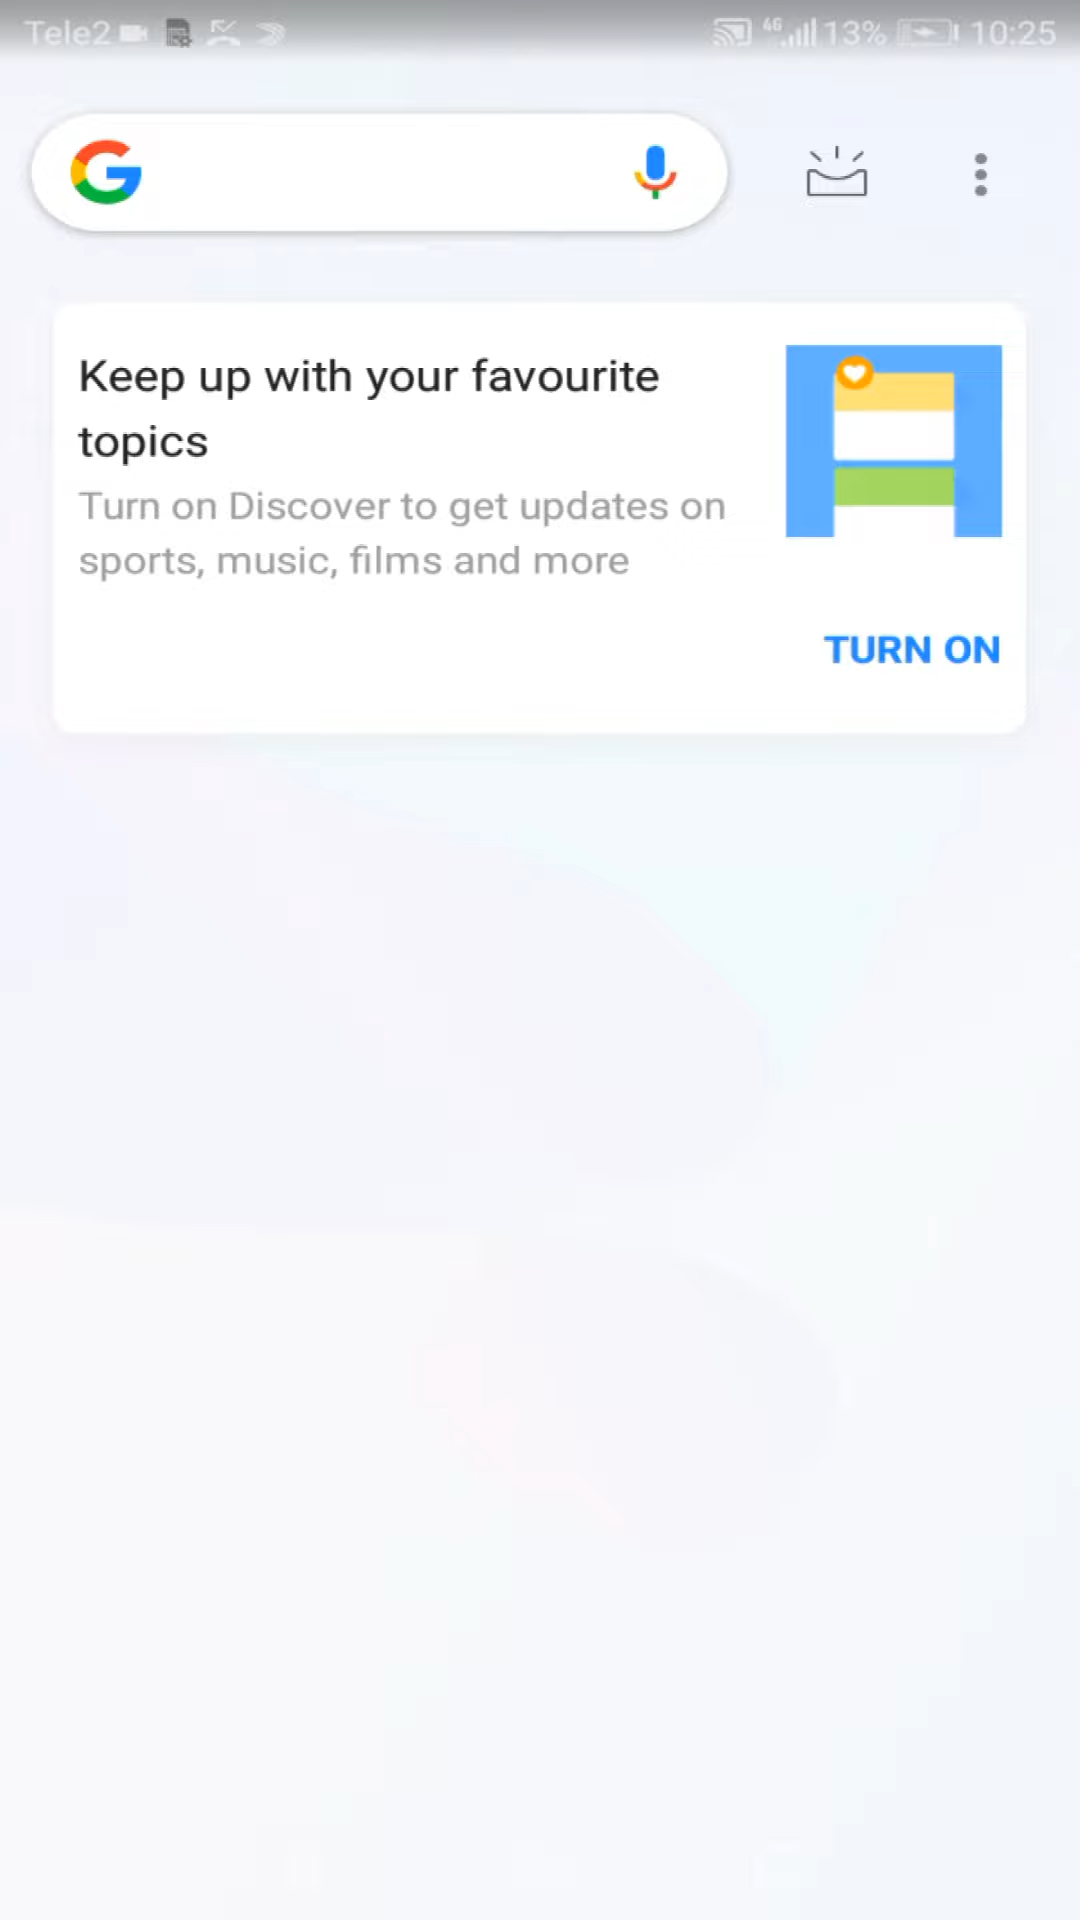 Tele2 4G 13% 10:25
G
Keep up with your favourite
topics
Turn on Discover to get updates on
sports, music, films and more
TURN ON